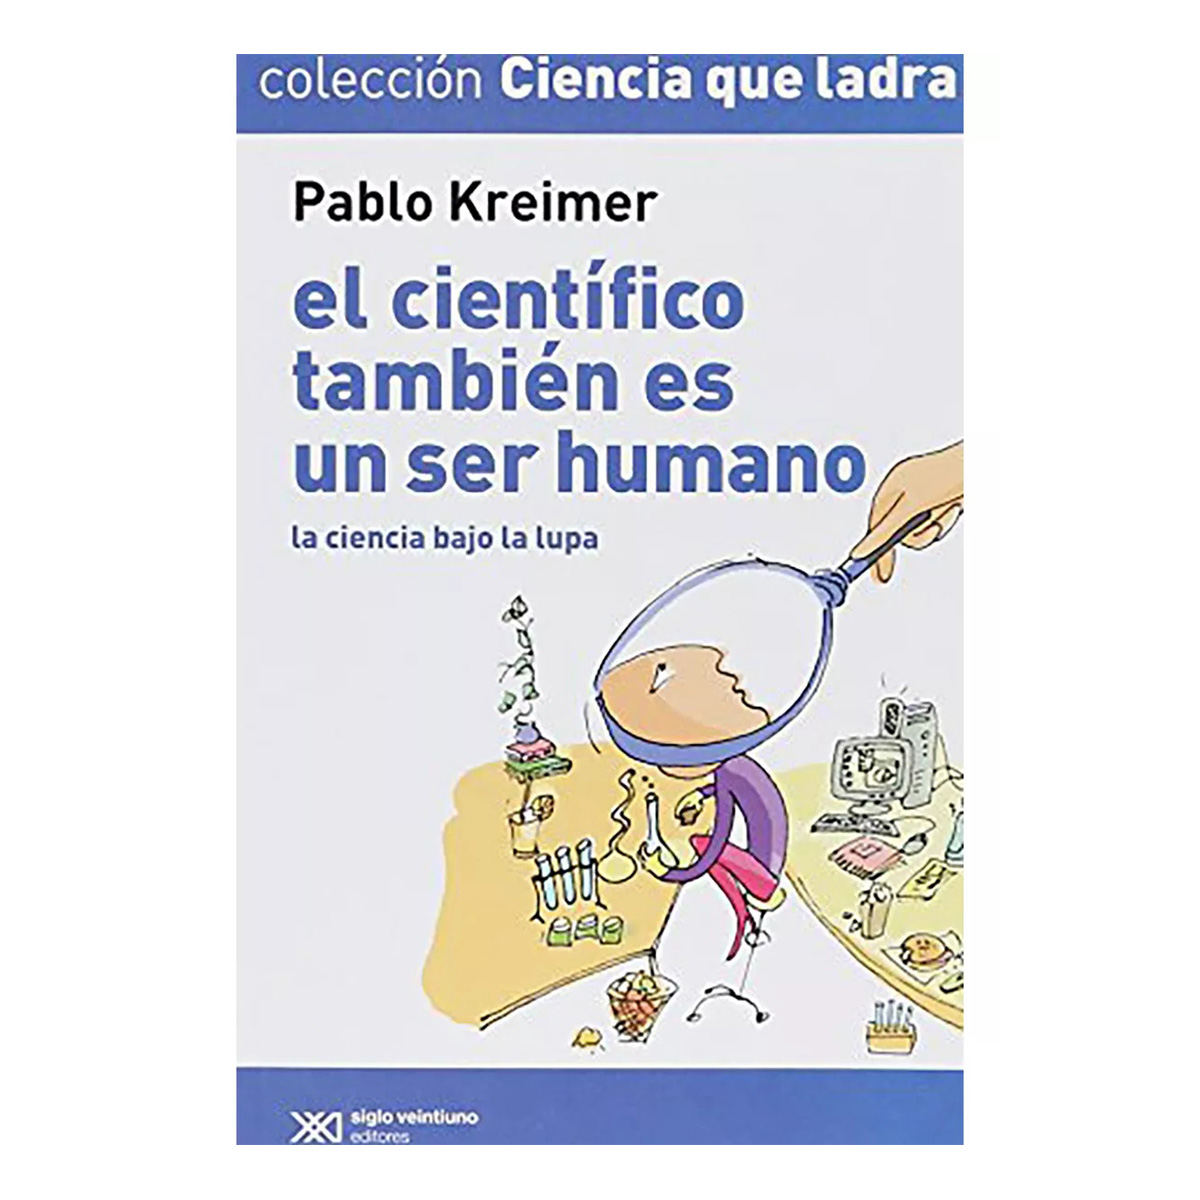 colección Ciencia que ladra
Pablo Kreimer
el científico
también es
un ser humano
la ciencia bajo la lupa
siglo veintiuno
editores